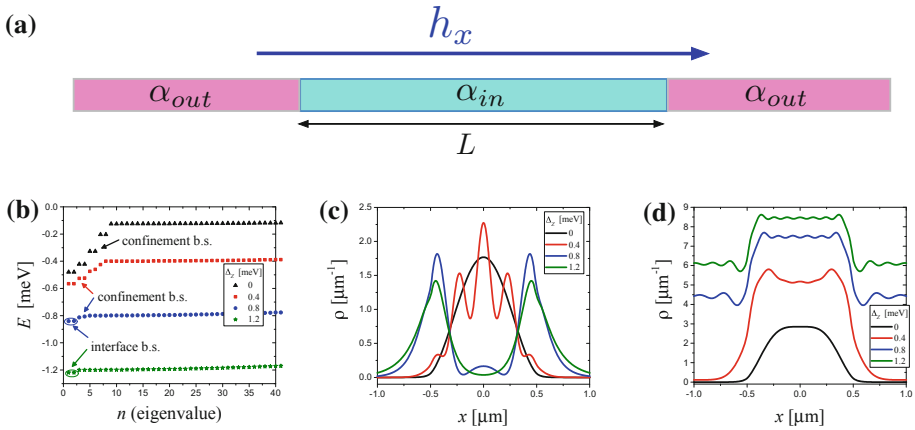 (a)
h_x
α_out α_in α_out
L
(b)
0.0
-0.2
-0.4
-0.6
-0.8
-1.0
-1.2
E [meV]
0 10 20 30 40
n (eigenvalue)
confinement b.s.
confinement b.s.
interface b.s.
Δ_Z [meV]
0
0.4
0.8
1.2
(c)
2.5
2.0
1.5
1.0
0.5
0.0
ρ [μm⁻¹]
-1.0 -0.5 0.0 0.5 1.0
x [μm]
Δ_Z [meV]
0
0.4
0.8
1.2
(d)
9
8
7
6
5
4
3
2
1
0
ρ [μm⁻¹]
-1.0 -0.5 0.0 0.5 1.0
x [μm]
Δ_Z [meV]
0
0.4
0.8
1.2